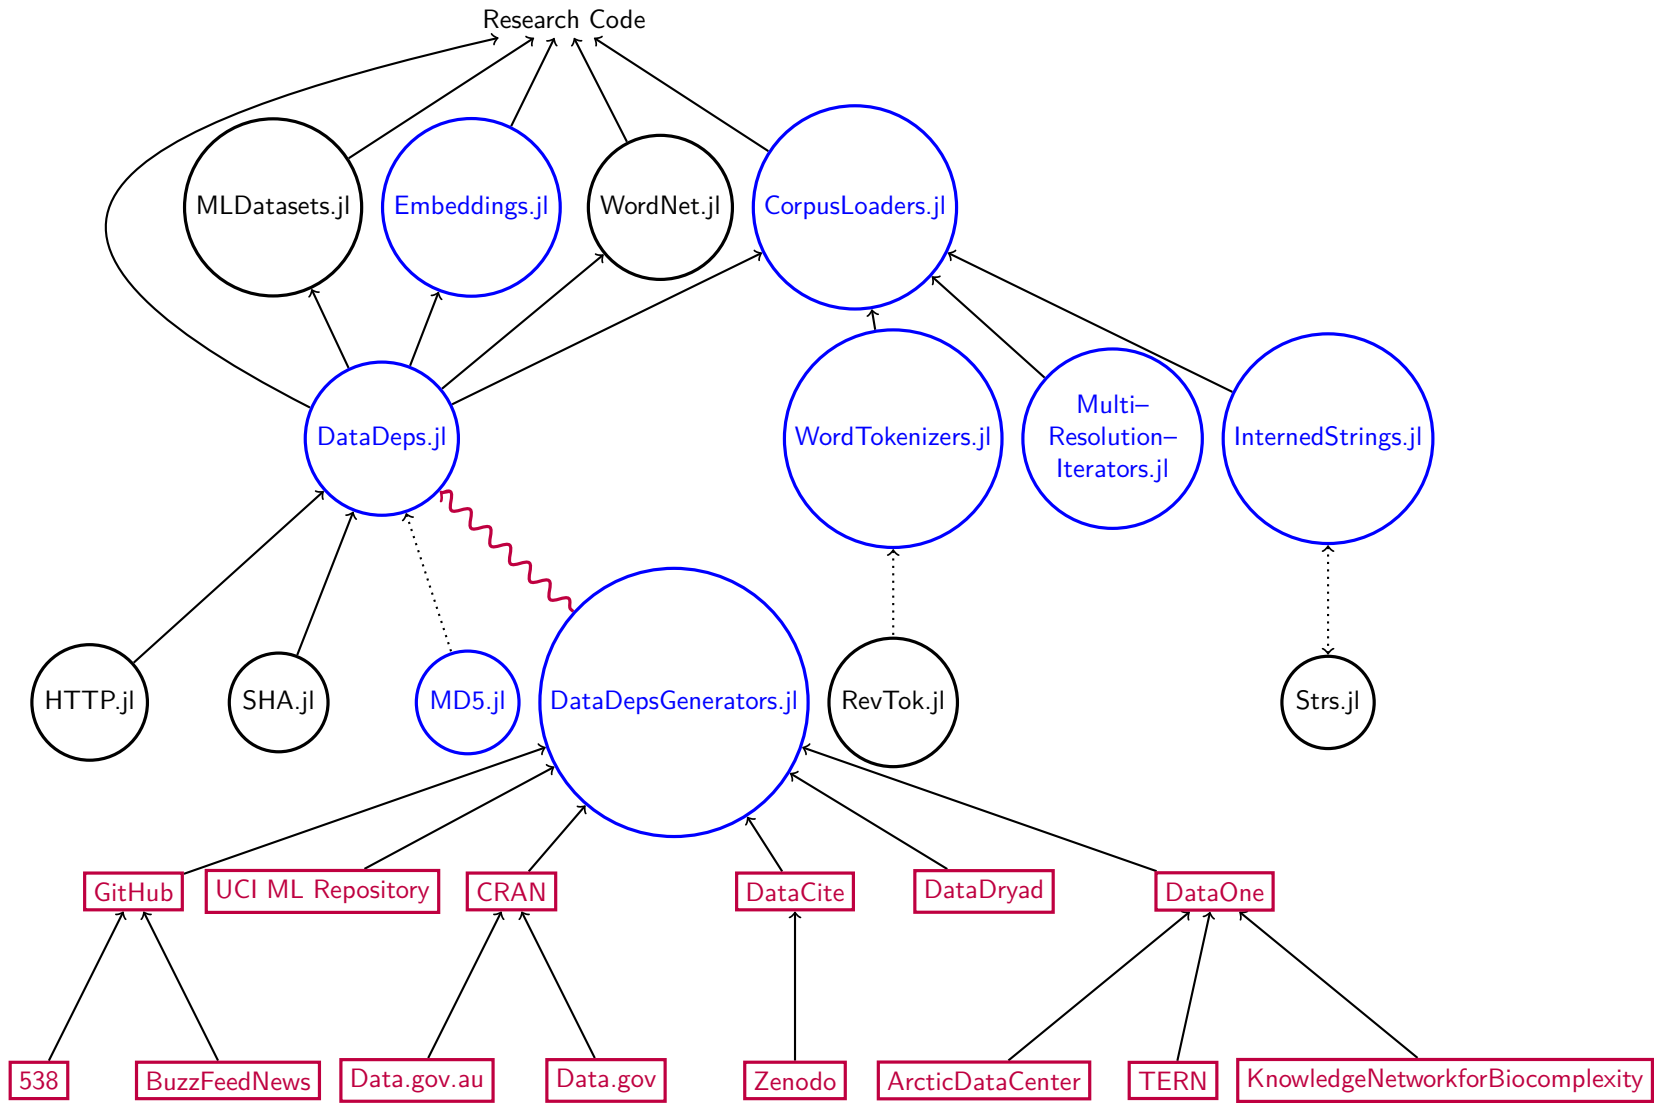 Research Code
MLDatasets.jl
Embeddings.jl
WordNet.jl
CorpusLoaders.jl
DataDeps.jl
WordTokenizers.jl
Multi–
Resolution–
Iterators.jl
InternedStrings.jl
HTTP.jl
SHA.jl
MD5.jl
DataDepsGenerators.jl
RevTok.jl
Strs.jl
GitHub
UCI ML Repository
CRAN
DataCite
DataDryad
DataOne
538
BuzzFeedNews
Data.gov.au
Data.gov
Zenodo
ArcticDataCenter
TERN
KnowledgeNetworkforBiocomplexity